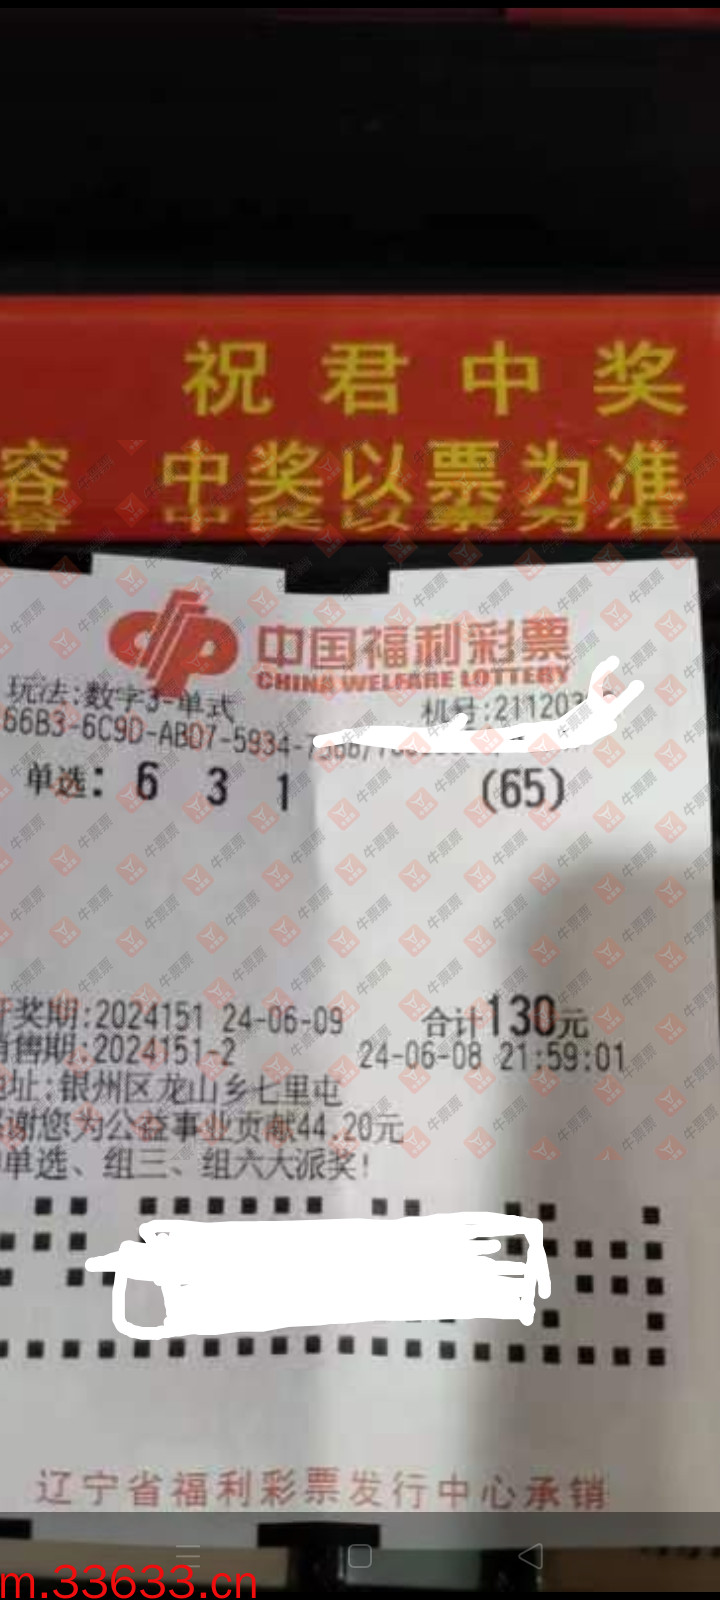 祝君中奖
容 中奖以票为准
中国福利彩票
CHINA WELFARE LOTTERY
玩法:数字3-单式 机号:21120
66B3-6C9D-AB07-5934-
单选: 6 3 1 (65)
开奖期:2024151 24-06-09 合计130元
销售期:2024151-2 24-06-08 21:59:01
地址:银州区龙山乡七里屯
感谢您为公益事业贡献44.20元
单选、组三、组六大派奖!
辽宁省福利彩票发行中心承销
m.33633.cn
牛票票